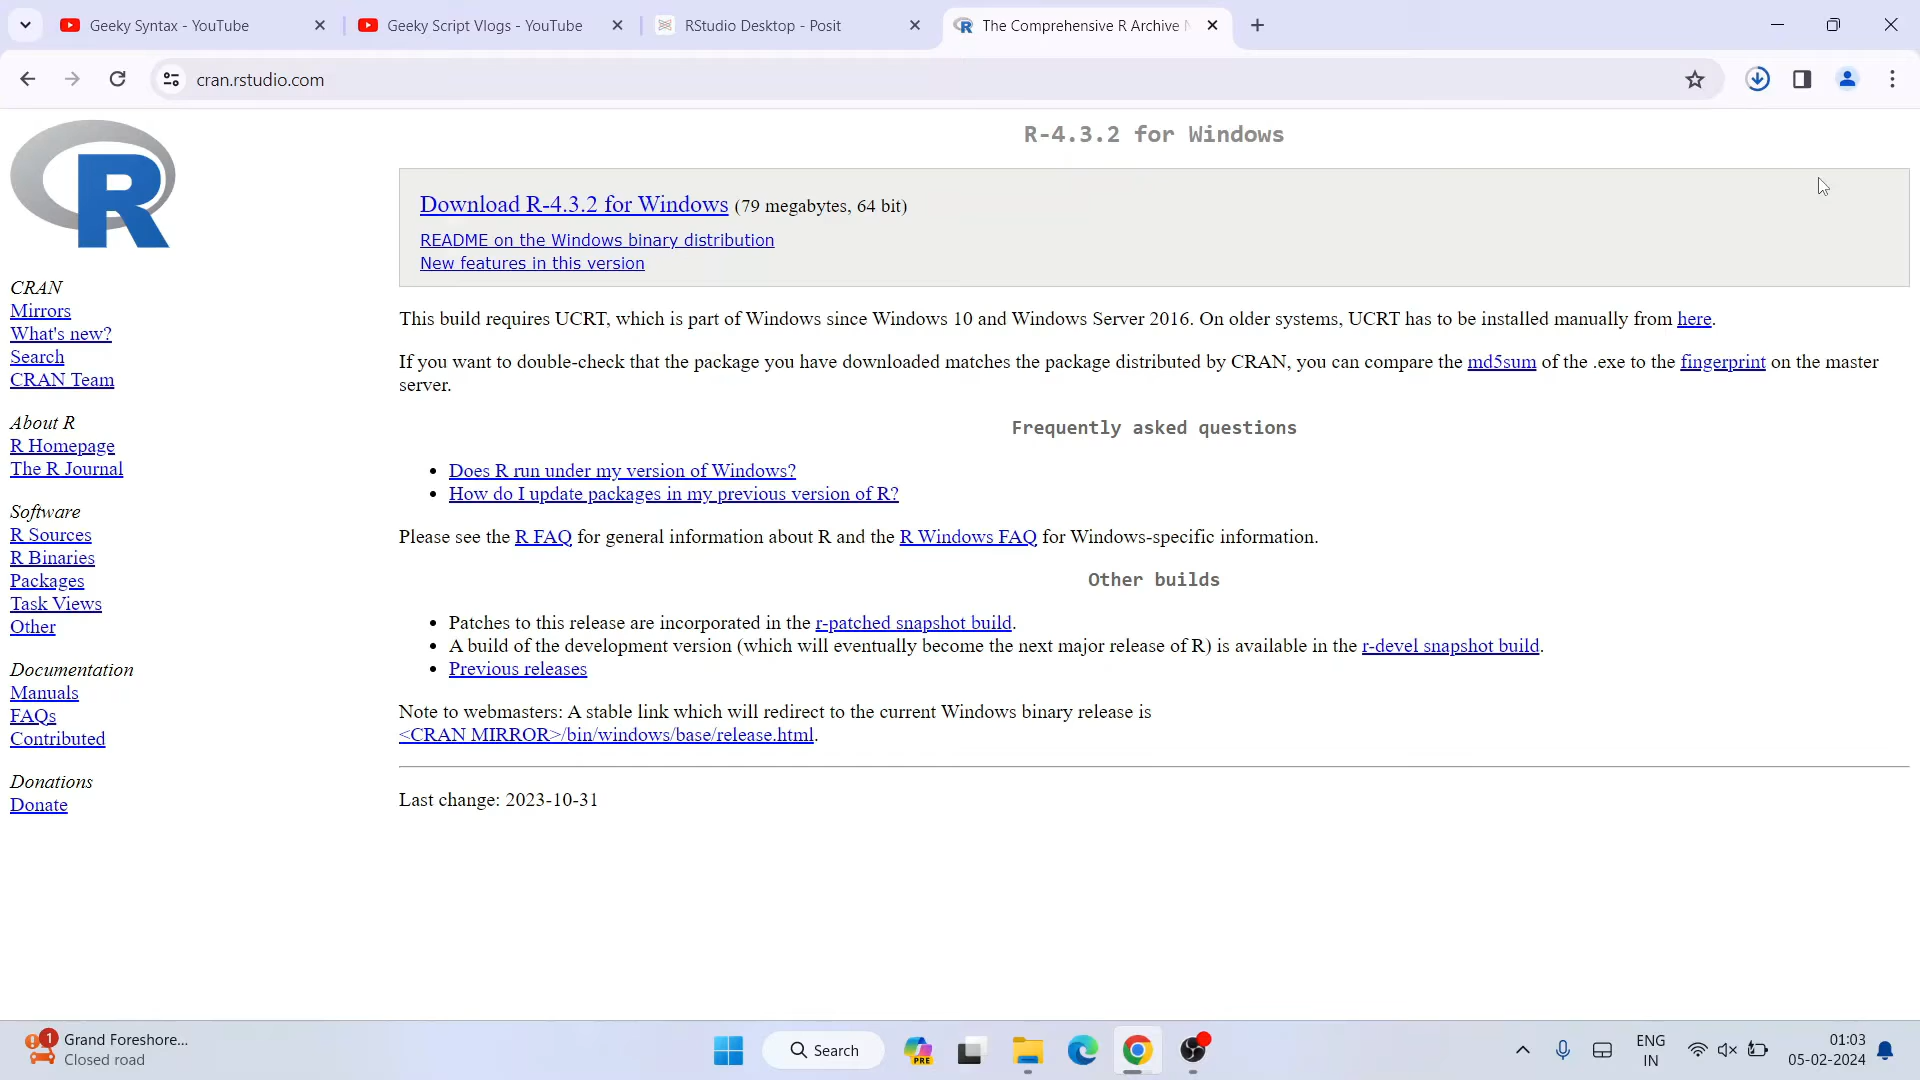 Geeky Syntax - YouTube
Geeky Script Vlogs - YouTube
RStudio Desktop - Posit
The Comprehensive R Archive
cran.rstudio.com
R
CRAN
Mirrors
What's new?
Search
CRAN Team
About R
R Homepage
The R Journal
Software
R Sources
R Binaries
Packages
Task Views
Other
Documentation
Manuals
FAQs
Contributed
Donations
Donate
R-4.3.2 for Windows
Download R-4.3.2 for Windows (79 megabytes, 64 bit)
README on the Windows binary distribution
New features in this version
This build requires UCRT, which is part of Windows since Windows 10 and Windows Server 2016. On older systems, UCRT has to be installed manually from here.
If you want to double-check that the package you have downloaded matches the package distributed by CRAN, you can compare the md5sum of the .exe to the fingerprint on the master
server.
Frequently asked questions
• Does R run under my version of Windows?
• How do I update packages in my previous version of R?
Please see the R FAQ for general information about R and the R Windows FAQ for Windows-specific information.
Other builds
• Patches to this release are incorporated in the r-patched snapshot build.
• A build of the development version (which will eventually become the next major release of R) is available in the r-devel snapshot build.
• Previous releases
Note to webmasters: A stable link which will redirect to the current Windows binary release is
<CRAN MIRROR>/bin/windows/base/release.html.
Last change: 2023-10-31
1
Grand Foreshore...
Closed road
Search
PRE
ENG
IN
01:03
05-02-2024